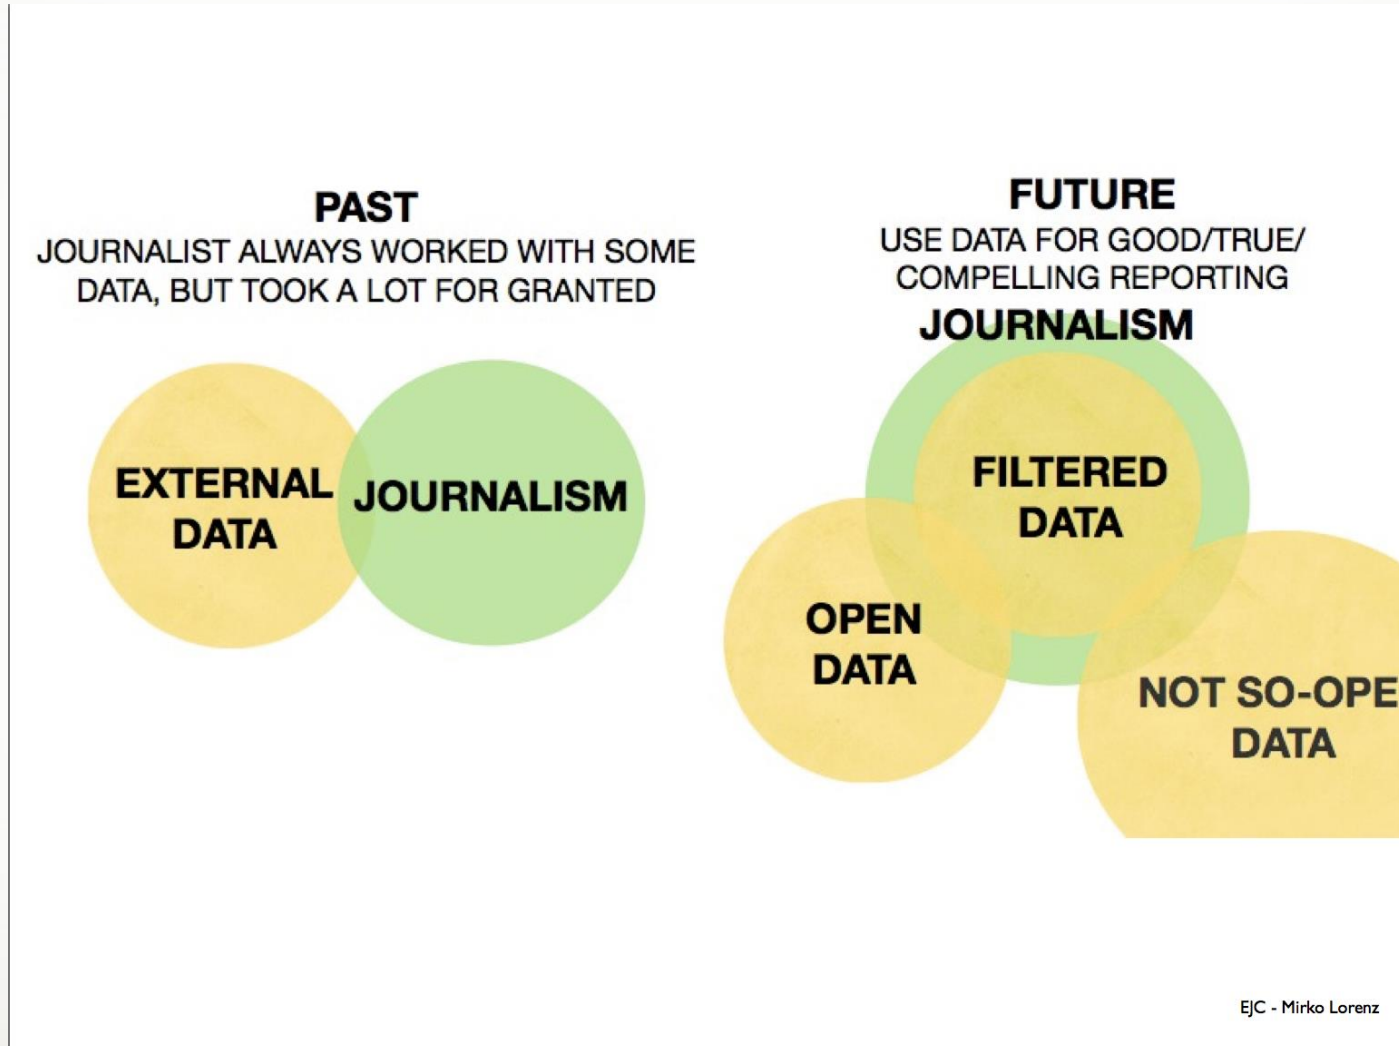 PAST
JOURNALIST ALWAYS WORKED WITH SOME
DATA, BUT TOOK A LOT FOR GRANTED
EXTERNAL
DATA
JOURNALISM
FUTURE
USE DATA FOR GOOD/TRUE/
COMPELLING REPORTING
JOURNALISM
FILTERED
DATA
OPEN
DATA
NOT SO-OPE
DATA
EJC - Mirko Lorenz